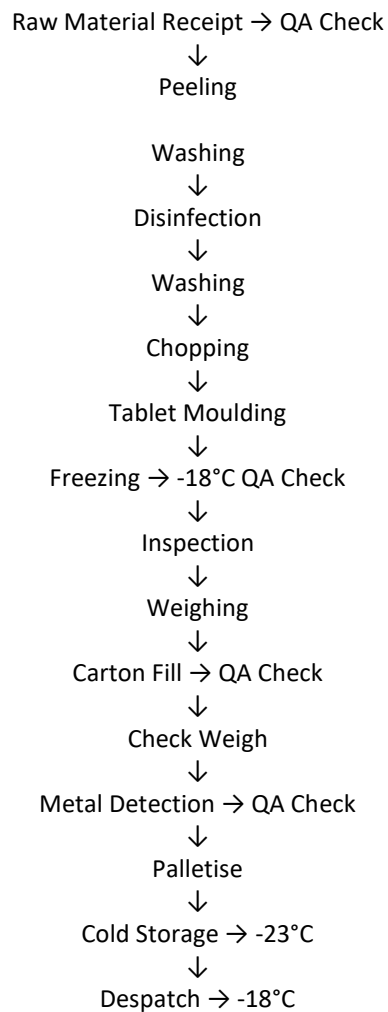 Raw Material Receipt → QA Check
↓
Peeling
Washing
↓
Disinfection
↓
Washing
↓
Chopping
↓
Tablet Moulding
↓
Freezing → -18°C QA Check
↓
Inspection
↓
Weighing
↓
Carton Fill → QA Check
↓
Check Weigh
↓
Metal Detection → QA Check
↓
Palletise
↓
Cold Storage → -23°C
↓
Despatch → -18°C